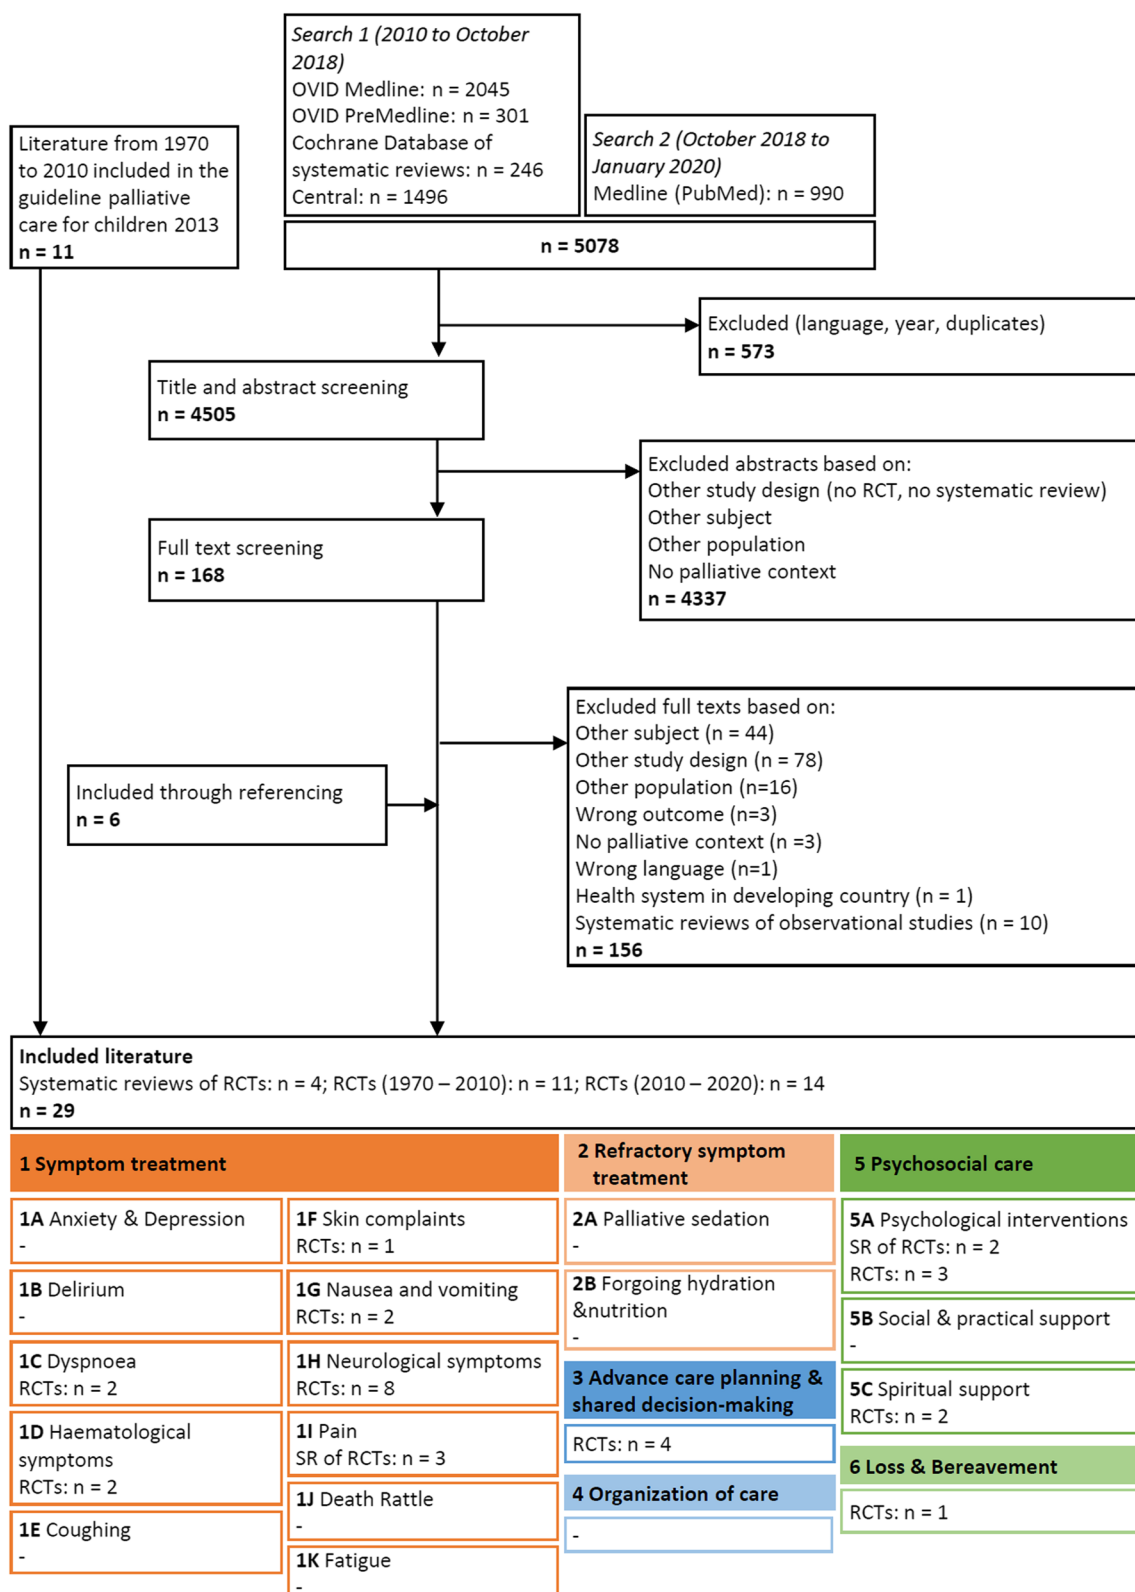 Search 1 (2010 to October
2018)
OVID Medline: n = 2045
OVID PreMedline: n = 301
Cochrane Database of
systematic reviews: n = 246
Central: n = 1496
Search 2 (October 2018 to
January 2020)
Medline (PubMed): n = 990
Literature from 1970
to 2010 included in the
guideline palliative
care for children 2013
n = 11
n = 5078
Excluded (language, year, duplicates)
n = 573
Title and abstract screening
n = 4505
Excluded abstracts based on:
Other study design (no RCT, no systematic review)
Other subject
Other population
No palliative context
n = 4337
Full text screening
n = 168
Excluded full texts based on:
Other subject (n = 44)
Other study design (n = 78)
Other population (n=16)
Wrong outcome (n=3)
No palliative context (n =3)
Wrong language (n=1)
Health system in developing country (n = 1)
Systematic reviews of observational studies (n = 10)
n = 156
Included through referencing
n = 6
Included literature
Systematic reviews of RCTs: n = 4; RCTs (1970 – 2010): n = 11; RCTs (2010 – 2020): n = 14
n = 29
1 Symptom treatment
1A Anxiety & Depression
-
1B Delirium
-
1C Dyspnoea
RCTs: n = 2
1D Haematological
symptoms
RCTs: n = 2
1E Coughing
-
1F Skin complaints
RCTs: n = 1
1G Nausea and vomiting
RCTs: n = 2
1H Neurological symptoms
RCTs: n = 8
1I Pain
SR of RCTs: n = 3
1J Death Rattle
-
1K Fatigue
-
2 Refractory symptom
treatment
2A Palliative sedation
-
2B Forgoing hydration
&nutrition
-
3 Advance care planning &
shared decision-making
RCTs: n = 4
4 Organization of care
-
5 Psychosocial care
5A Psychological interventions
SR of RCTs: n = 2
RCTs: n = 3
5B Social & practical support
-
5C Spiritual support
RCTs: n = 2
6 Loss & Bereavement
RCTs: n = 1